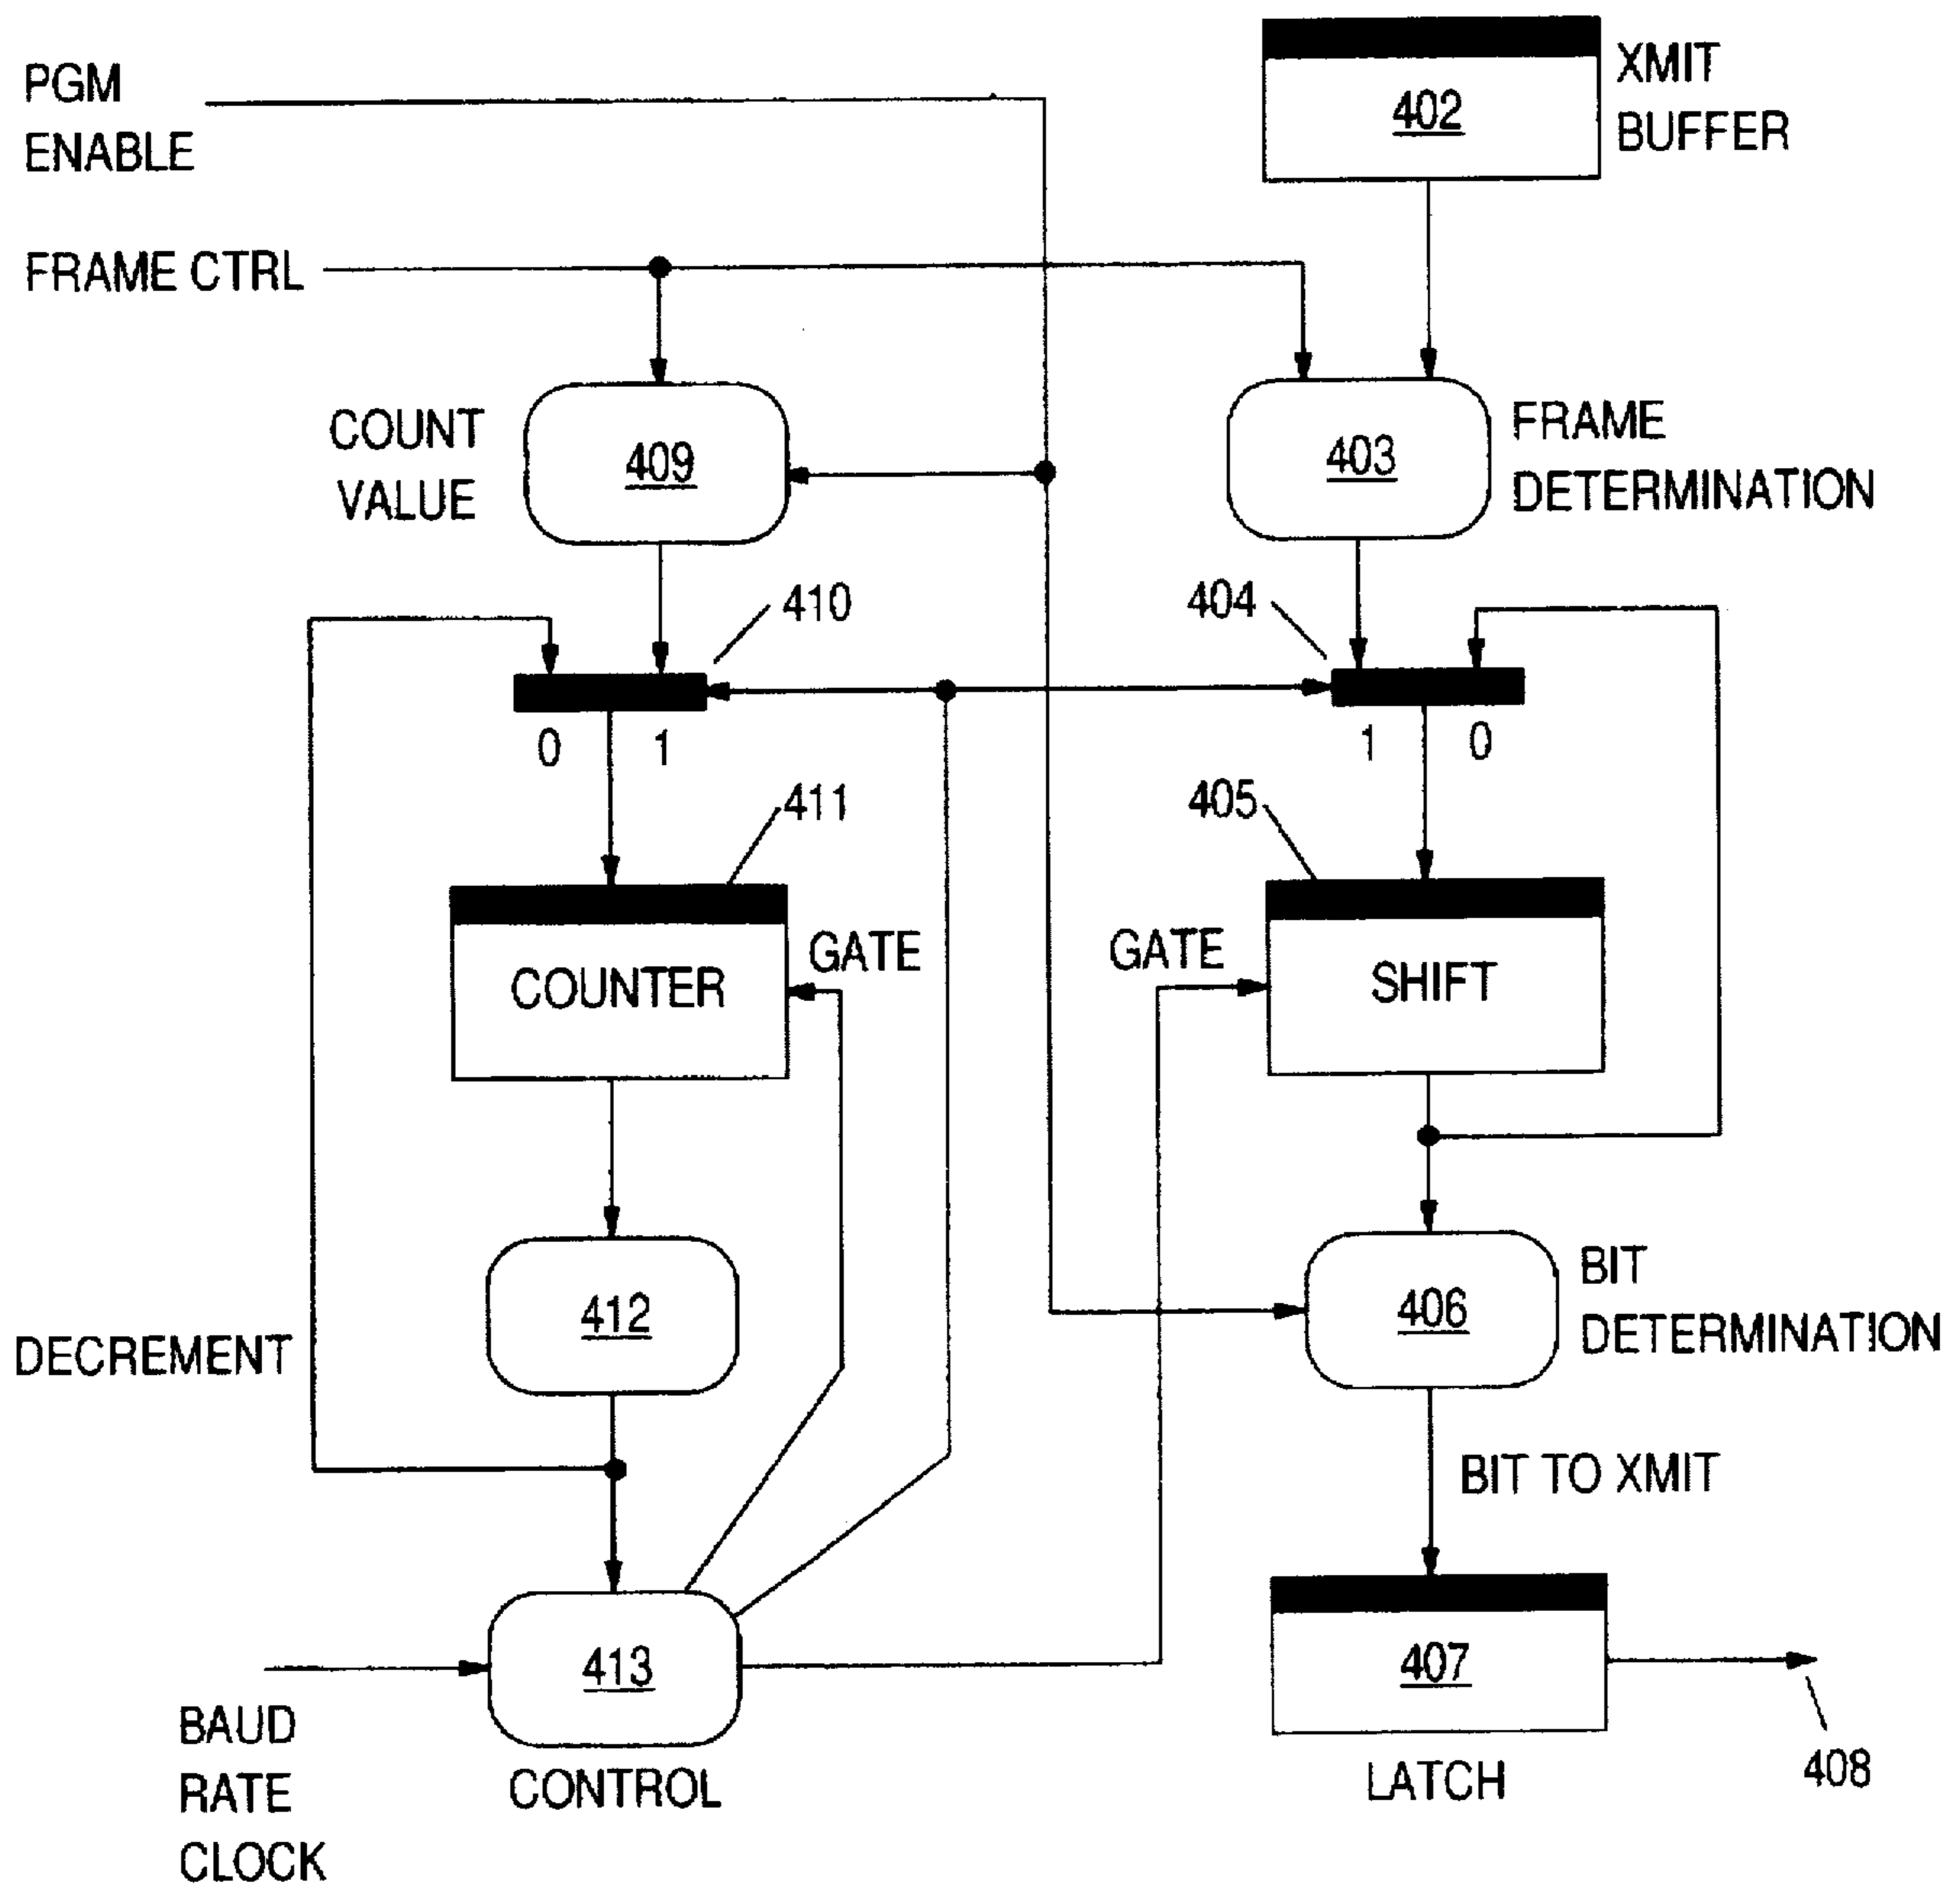 PGM
ENABLE
402
XMIT
BUFFER
FRAME CTRL
COUNT
VALUE
409
403
FRAME
DETERMINATION
410
404
0
1
1
0
411
405
COUNTER
GATE
GATE
SHIFT
DECREMENT
412
406
BIT
DETERMINATION
BIT TO XMIT
413
407
BAUD
RATE
CLOCK
CONTROL
LATCH
408